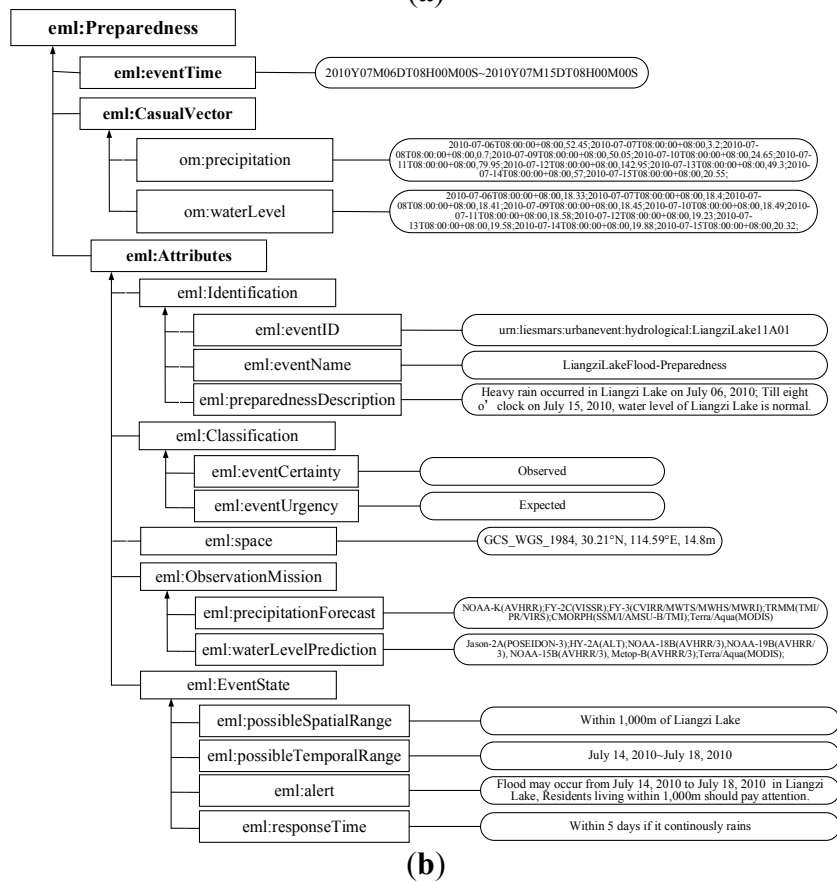 (a)
eml:Preparedness
eml:eventTime
2010Y07M06DT08H00M00S~2010Y07M15DT08H00M00S
eml:CasualVector
om:precipitation
2010-07-06T08:00:00+08:00,52.45;2010-07-07T08:00:00+08:00,3.2;2010-07-
08T08:00:00+08:00,0.7;2010-07-09T08:00:00+08:00,50.05;2010-07-10T08:00:00+08:00,24.65;2010-07-
11T08:00:00+08:00,79.95;2010-07-12T08:00:00+08:00,142.95;2010-07-13T08:00:00+08:00,49.3;2010-
07-14T08:00:00+08:00,57;2010-07-15T08:00:00+08:00,20.55;
om:waterLevel
2010-07-06T08:00:00+08:00,18.33;2010-07-07T08:00:00+08:00,18.4;2010-07-
08T08:00:00+08:00,18.41;2010-07-09T08:00:00+08:00,18.45;2010-07-10T08:00:00+08:00,18.49;2010-
07-11T08:00:00+08:00,18.58;2010-07-12T08:00:00+08:00,19.23;2010-07-
13T08:00:00+08:00,19.58;2010-07-14T08:00:00+08:00,19.88;2010-07-15T08:00:00+08:00,20.32;
eml:Attributes
eml:Identification
eml:eventID
urn:liesmars:urbanevent:hydrological:LiangziLake11A01
eml:eventName
LiangziLakeFlood-Preparedness
eml:preparednessDescription
Heavy rain occurred in Liangzi Lake on July 06, 2010; Till eight
o’ clock on July 15, 2010, water level of Liangzi Lake is normal.
eml:Classification
eml:eventCertainty
Observed
eml:eventUrgency
Expected
eml:space
GCS_WGS_1984, 30.21°N, 114.59°E, 14.8m
eml:ObservationMission
eml:precipitationForecast
NOAA-K(AVHRR);FY-2C(VISSR);FY-3(CVIRR/MWTS/MWHS/MWRI);TRMM(TMI/
PR/VIRS);CMORPH(SSM/I/AMSU-B/TMI);Terra/Aqua(MODIS)
eml:waterLevelPrediction
Jason-2A(POSEIDON-3);HY-2A(ALT);NOAA-18B(AVHRR/3),NOAA-19B(AVHRR/
3), NOAA-15B(AVHRR/3), Metop-B(AVHRR/3);Terra/Aqua(MODIS);
eml:EventState
eml:possibleSpatialRange
Within 1,000m of Liangzi Lake
eml:possibleTemporalRange
July 14, 2010~July 18, 2010
eml:alert
Flood may occur from July 14, 2010 to July 18, 2010 in Liangzi
Lake, Residents living within 1,000m should pay attention.
eml:responseTime
Within 5 days if it continously rains
(b)